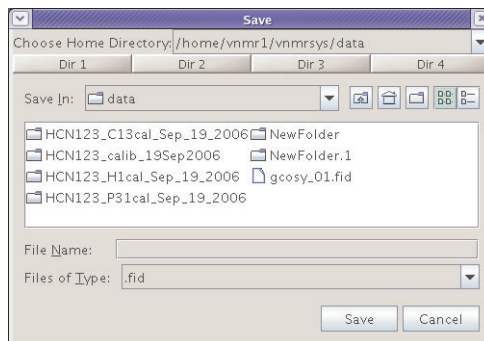 Save
Choose Home Directory: /home/vnmr1/vnmrsys/data
Dir 1 Dir 2 Dir 3 Dir 4
Save In: data
HCN123_C13cal_Sep_19_2006 NewFolder
HCN123_calib_19Sep2006 NewFolder.1
HCN123_H1cal_Sep_19_2006 gcosy_01.fid
HCN123_P31cal_Sep_19_2006
File Name:
Files of Type: .fid
Save Cancel